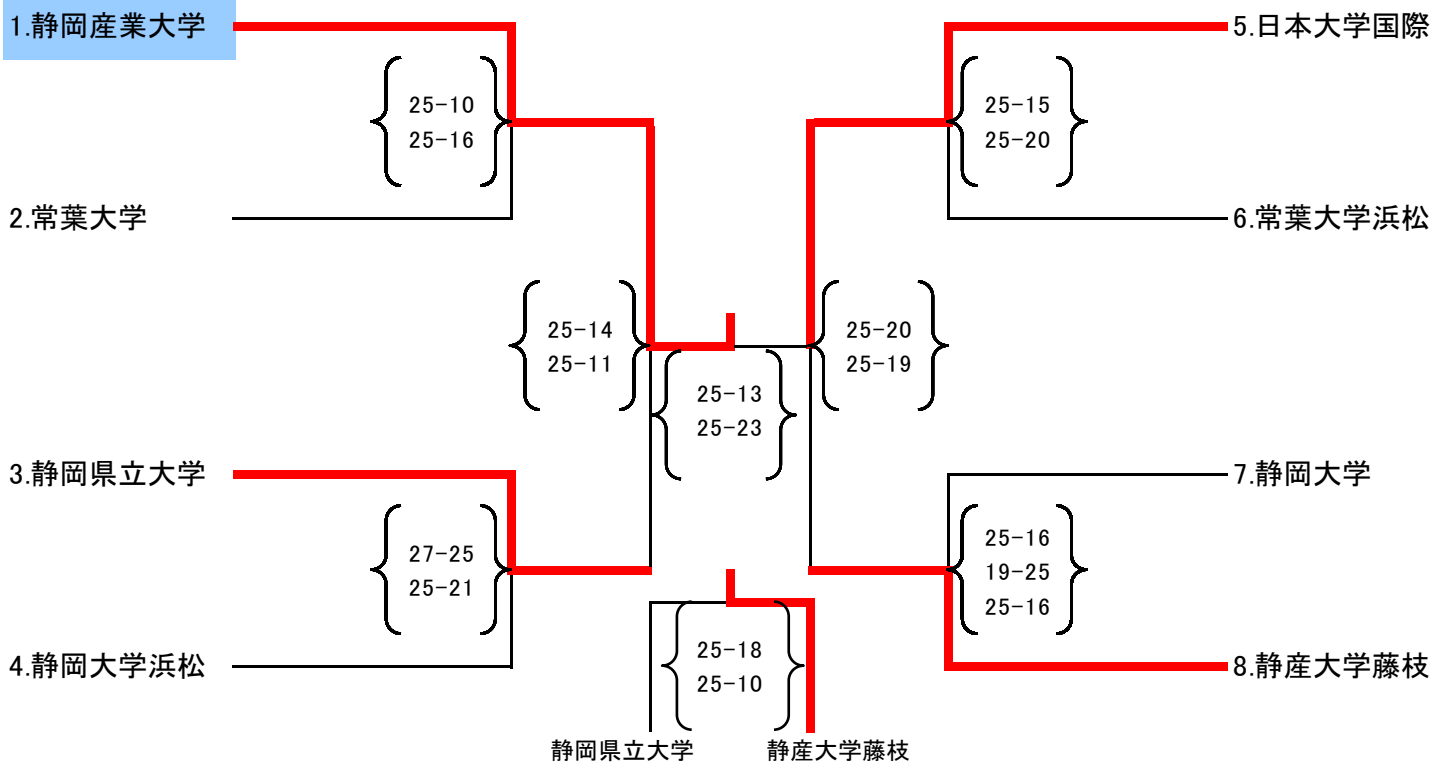 1.静岡産業大学
5.日本大学国際
25-10
25-16
25-15
25-20
2.常葉大学
6.常葉大学浜松
25-14
25-11
25-20
25-19
25-13
25-23
3.静岡県立大学
7.静岡大学
27-25
25-21
25-16
19-25
25-16
4.静岡大学浜松
25-18
25-10
8.静産大学藤枝
静岡県立大学
静産大学藤枝